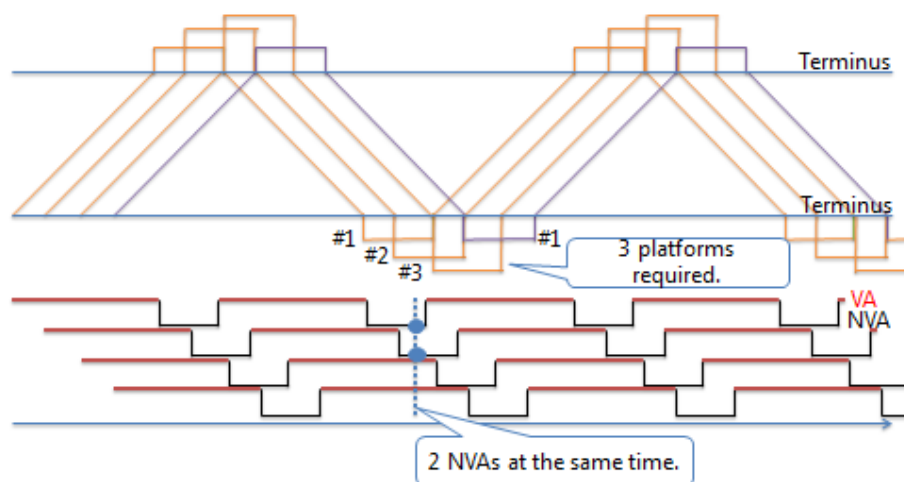 Terminus
Terminus
#1
#1
#2
#3
3 platforms
required.
VA
NVA
2 NVAs at the same time.